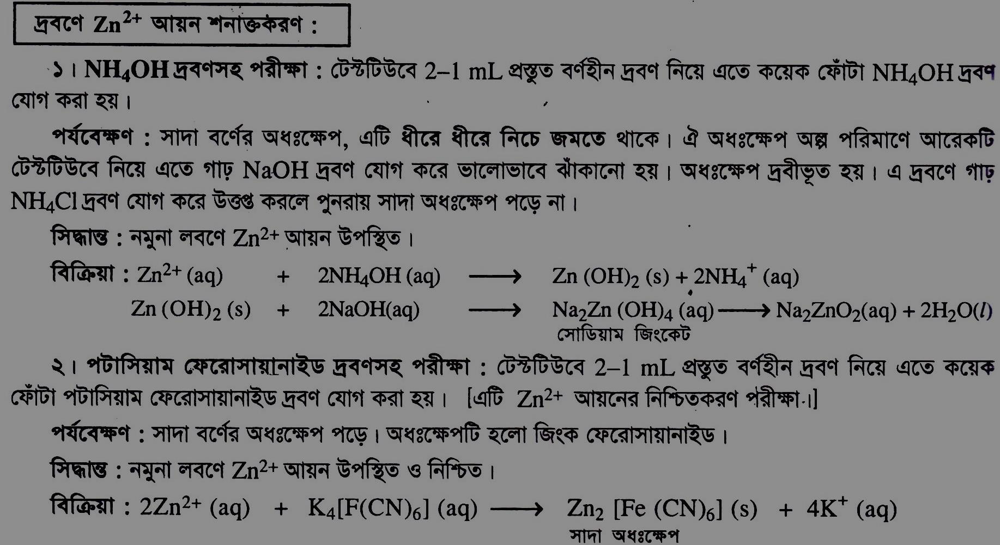 দ্রবণে Zn²⁺ আয়ন শনাক্তকরণ :
১। NH₄OH দ্রবণসহ পরীক্ষা : টেস্টটিউবে 2–1 mL প্রস্তুত বর্ণহীন দ্রবণ নিয়ে এতে কয়েক ফোঁটা NH₄OH দ্রবণ
যোগ করা হয়।
পর্যবেক্ষণ : সাদা বর্ণের অধঃক্ষেপ, এটি ধীরে ধীরে নিচে জমতে থাকে। ঐ অধঃক্ষেপ অল্প পরিমাণে আরেকটি
টেস্টটিউবে নিয়ে এতে গাঢ় NaOH দ্রবণ যোগ করে ভালোভাবে ঝাঁকানো হয়। অধঃক্ষেপ দ্রবীভূত হয়। এ দ্রবণে গাঢ়
NH₄Cl দ্রবণ যোগ করে উত্তপ্ত করলে পুনরায় সাদা অধঃক্ষেপ পড়ে না।
সিদ্ধান্ত : নমুনা লবণে Zn²⁺ আয়ন উপস্থিত।
বিক্রিয়া : Zn²⁺ (aq) + 2NH₄OH (aq) ⟶ Zn (OH)₂ (s) + 2NH₄⁺ (aq)
Zn (OH)₂ (s) + 2NaOH(aq) ⟶ Na₂Zn (OH)₄ (aq) ⟶ Na₂ZnO₂(aq) + 2H₂O(l)
সোডিয়াম জিংকেট
২। পটাসিয়াম ফেরোসায়ানাইড দ্রবণসহ পরীক্ষা : টেস্টটিউবে 2–1 mL প্রস্তুত বর্ণহীন দ্রবণ নিয়ে এতে কয়েক
ফোঁটা পটাসিয়াম ফেরোসায়ানাইড দ্রবণ যোগ করা হয়। [এটি Zn²⁺ আয়নের নিশ্চিতকরণ পরীক্ষা।]
পর্যবেক্ষণ : সাদা বর্ণের অধঃক্ষেপ পড়ে। অধঃক্ষেপটি হলো জিংক ফেরোসায়ানাইড।
সিদ্ধান্ত : নমুনা লবণে Zn²⁺ আয়ন উপস্থিত ও নিশ্চিত।
বিক্রিয়া : 2Zn²⁺ (aq) + K₄[F(CN)₆] (aq) ⟶ Zn₂ [Fe (CN)₆] (s) + 4K⁺ (aq)
সাদা অধঃক্ষেপ